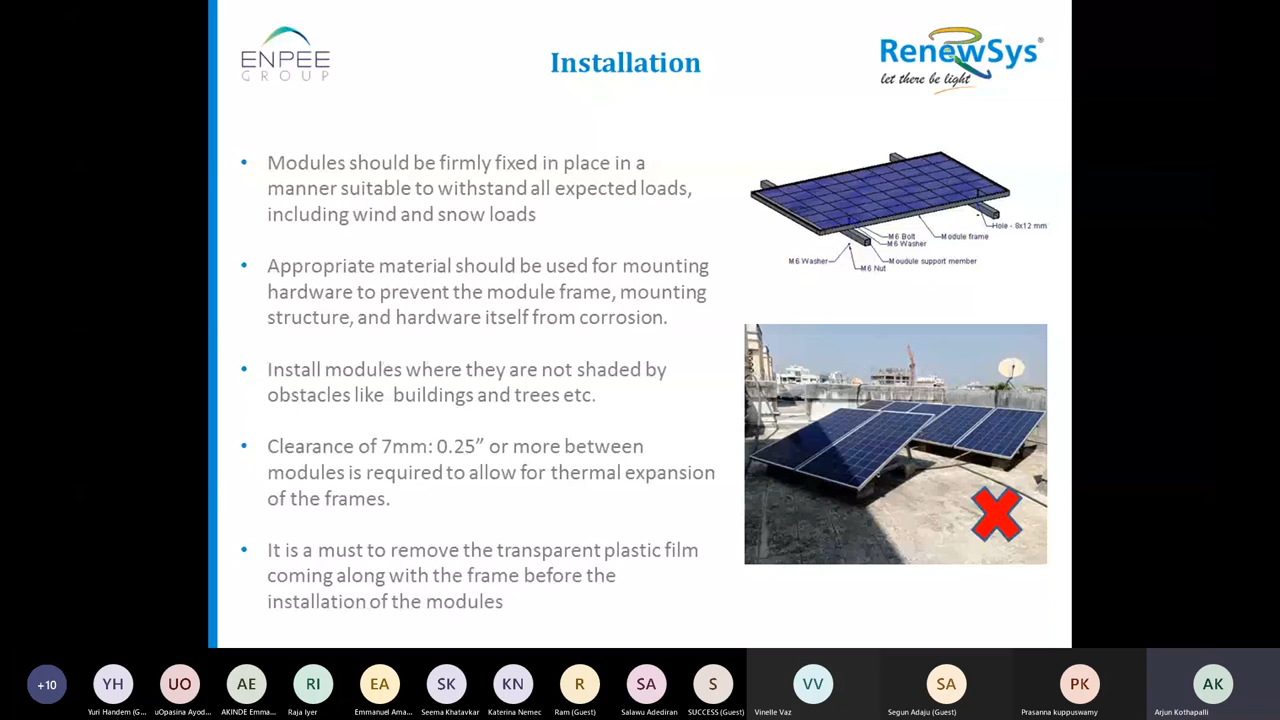 ENPEE
GROUP
Installation
RenewSys®
let there be light
• Modules should be firmly fixed in place in a
manner suitable to withstand all expected loads,
including wind and snow loads
• Appropriate material should be used for mounting
hardware to prevent the module frame, mounting
structure, and hardware itself from corrosion.
• Install modules where they are not shaded by
obstacles like buildings and trees etc.
• Clearance of 7mm: 0.25” or more between
modules is required to allow for thermal expansion
of the frames.
• It is a must to remove the transparent plastic film
coming along with the frame before the
installation of the modules
Hole - 8x12 mm
M6 Bolt
Module frame
M6 Washer
M6 Washer
Moudule support member
M6 Nut
+10
YH
UO
AE
RI
EA
SK
KN
R
SA
S
VV
SA
PK
AK
Yuri Handem (G...
uOpasina Ayod...
AKINDE Emma...
Raja Iyer
Emmanuel Ama...
Seema Khatavkar
Katerina Nemec
Ram (Guest)
Salawu Adediran
SUCCESS (Guest)
Vinelle Vaz
Segun Adaju (Guest)
Prasanna kuppuswamy
Arjun Kothapalli